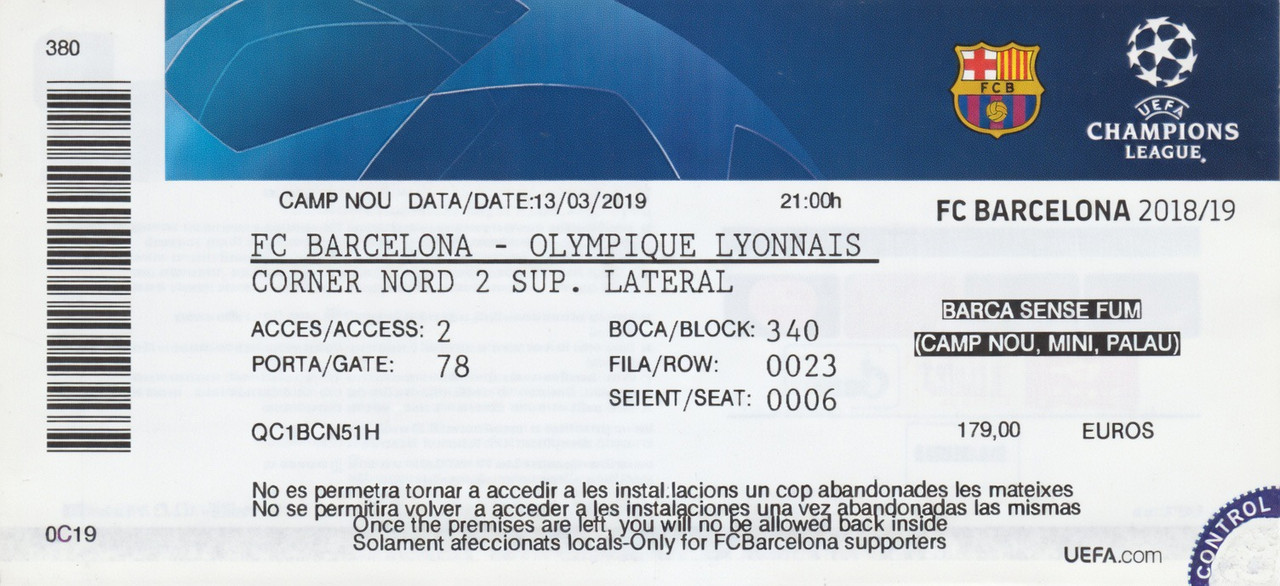 380
FCB
UEFA
CHAMPIONS
LEAGUE®
CAMP NOU DATA/DATE:13/03/2019 21:00h
FC BARCELONA 2018/19
FC BARCELONA - OLYMPIQUE LYONNAIS
CORNER NORD 2 SUP. LATERAL
BARCA SENSE FUM
ACCES/ACCESS: 2 BOCA/BLOCK: 340
(CAMP NOU, MINI, PALAU)
PORTA/GATE: 78 FILA/ROW: 0023
SEIENT/SEAT: 0006
QC1BCN51H 179,00 EUROS
No es permetra tornar a accedir a les instal.lacions un cop abandonades les mateixes
No se permitira volver a acceder a les instalaciones una vez abandonadas las mismas
Once the premises are left, you will no be allowed back inside
Solament afeccionats locals-Only for FCBarcelona supporters
0C19
UEFA.com
CONTROL